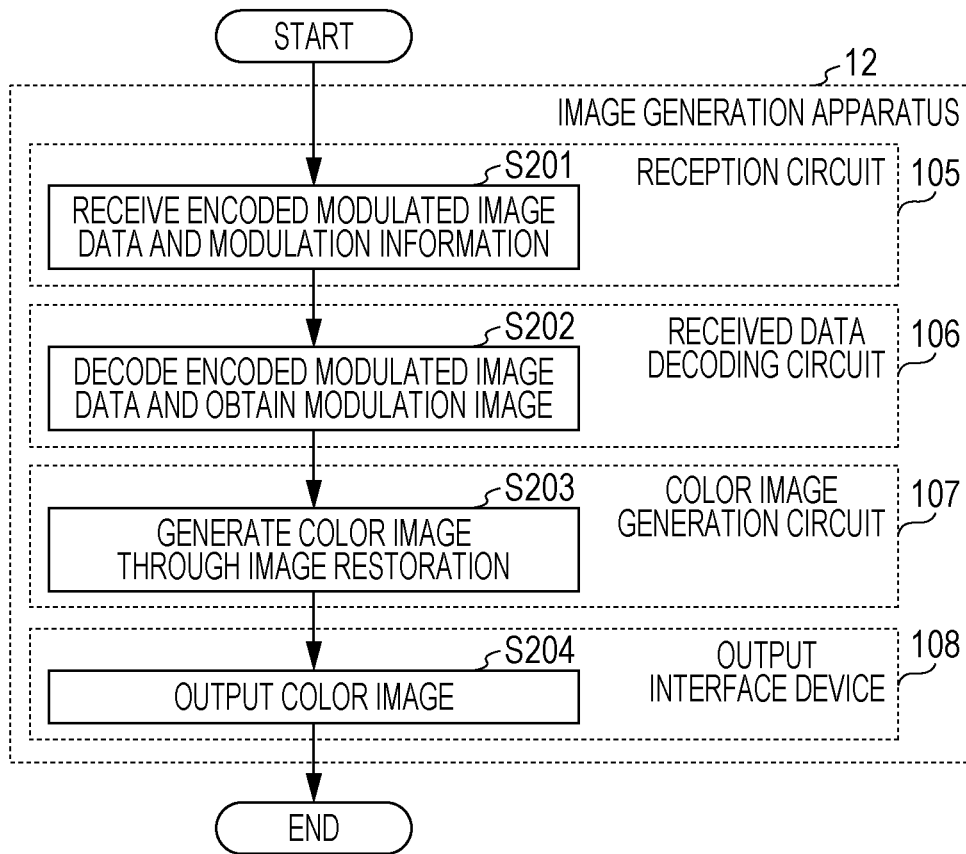 START
12
IMAGE GENERATION APPARATUS
S201
RECEPTION CIRCUIT
105
RECEIVE ENCODED MODULATED IMAGE
DATA AND MODULATION INFORMATION
S202
RECEIVED DATA
DECODING CIRCUIT
106
DECODE ENCODED MODULATED IMAGE
DATA AND OBTAIN MODULATION IMAGE
S203
COLOR IMAGE
GENERATION CIRCUIT
107
GENERATE COLOR IMAGE
THROUGH IMAGE RESTORATION
S204
OUTPUT
INTERFACE DEVICE
108
OUTPUT COLOR IMAGE
END